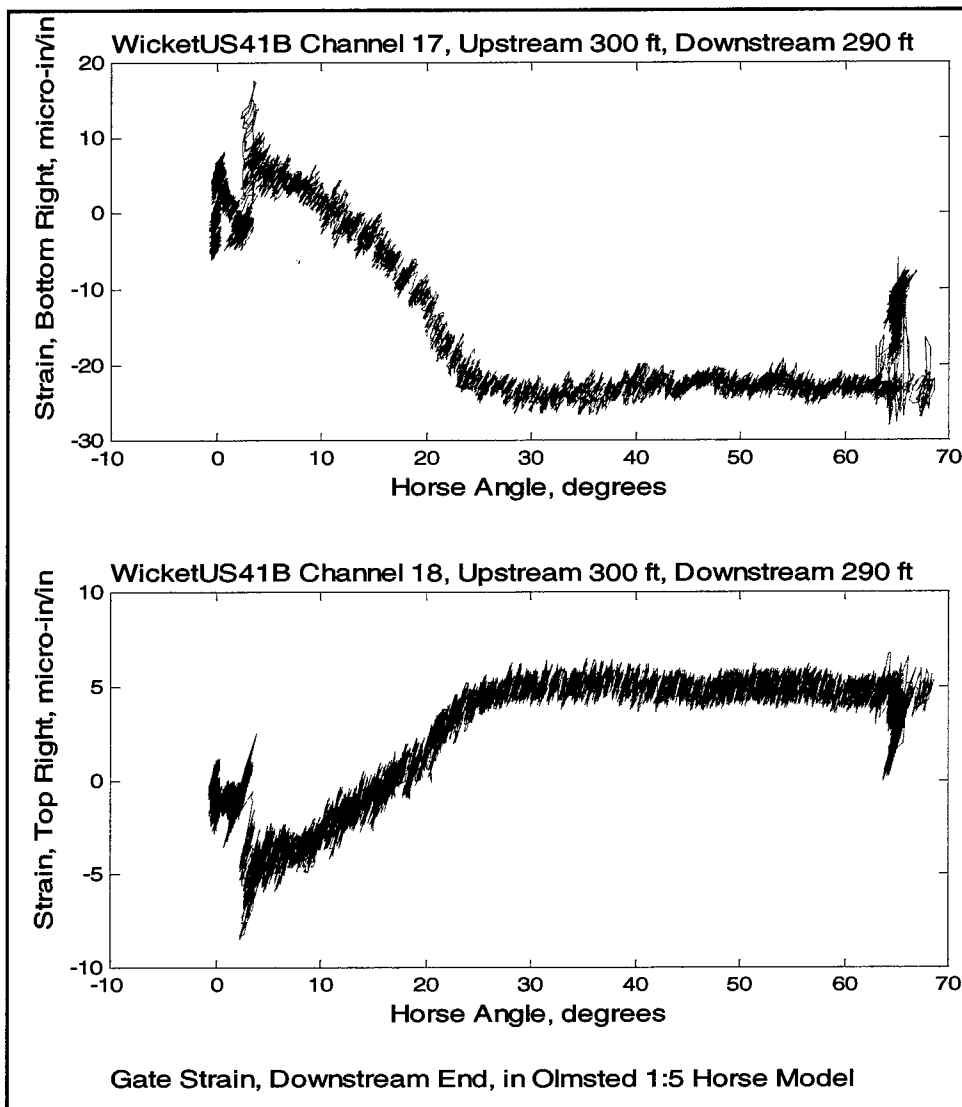 WicketUS41B Channel 17, Upstream 300 ft, Downstream 290 ft
Strain, Bottom Right, micro-in/in
20
10
0
-10
-20
-30
-10 0 10 20 30 40 50 60 70
Horse Angle, degrees
WicketUS41B Channel 18, Upstream 300 ft, Downstream 290 ft
Strain, Top Right, micro-in/in
10
5
0
-5
-10
-10 0 10 20 30 40 50 60 70
Horse Angle, degrees
Gate Strain, Downstream End, in Olmsted 1:5 Horse Model